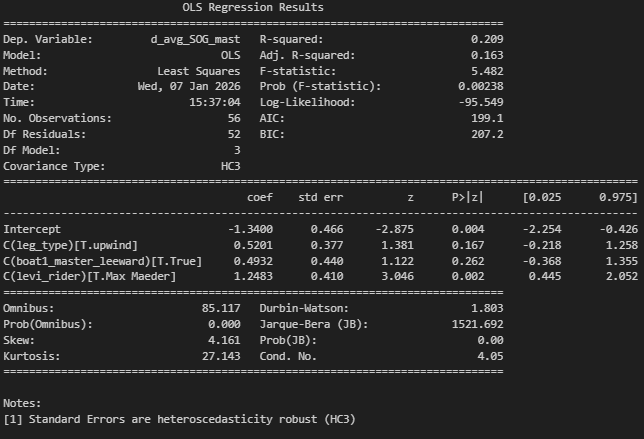 OLS Regression Results
==============================================================================
Dep. Variable:         d_avg_SOG_mast   R-squared:                       0.209
Model:                            OLS   Adj. R-squared:                  0.163
Method:                 Least Squares   F-statistic:                     5.482
Date:                Wed, 07 Jan 2026   Prob (F-statistic):            0.00238
Time:                        15:37:04   Log-Likelihood:                -95.549
No. Observations:                  56   AIC:                             199.1
Df Residuals:                      52   BIC:                             207.2
Df Model:                           3
Covariance Type:                  HC3
==============================================================================
coef    std err          z      P>|z|      [0.025      0.975]
------------------------------------------------------------------------------
Intercept                      -1.3400      0.466     -2.875      0.004      -2.254      -0.426
C(leg_type)[T.upwind]           0.5201      0.377      1.381      0.167      -0.218       1.258
C(boat1_master_leeward)[T.True]     0.4932      0.440      1.122      0.262      -0.368       1.355
C(levi_rider)[T.Max Maeder]     1.2483      0.410      3.046      0.002       0.445       2.052
==============================================================================
Omnibus:                       85.117   Durbin-Watson:                   1.803
Prob(Omnibus):                  0.000   Jarque-Bera (JB):             1521.692
Skew:                           4.161   Prob(JB):                         0.00
Kurtosis:                      27.143   Cond. No.                         4.05
==============================================================================
Notes:
[1] Standard Errors are heteroscedasticity robust (HC3)